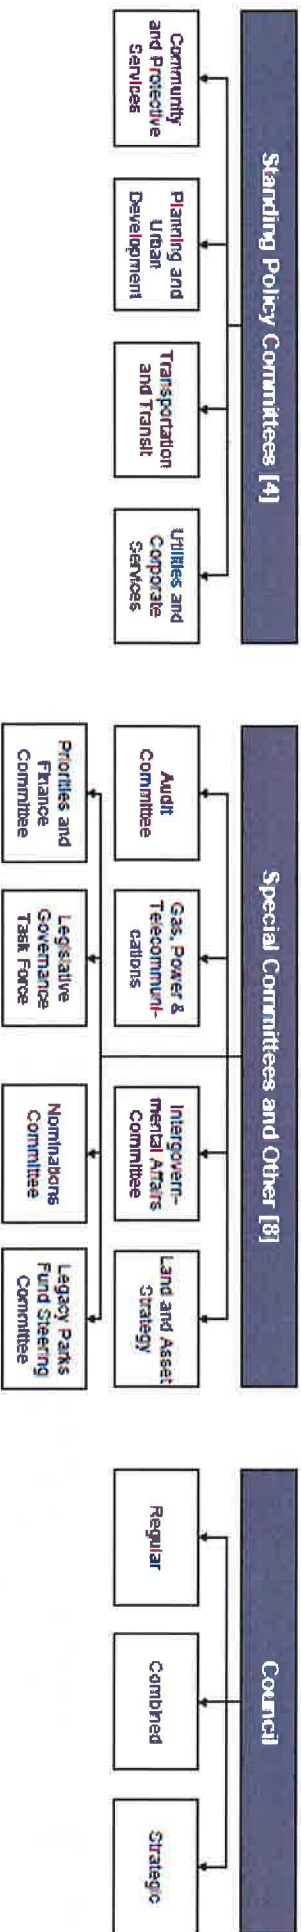 Standing Policy Committees [4]
Community
and Protective
Services
Planning and
Urban
Development
Transportation
and Transit
Utilities and
Corporate
Services
Special Committees and Other [8]
Audit
Committee
Gas, Power &
Telecommuni-
cations
Intergovern-
mental Affairs
Committee
Land and Asset
Strategy
Priorities and
Finance
Committee
Legislative
Governance
Task Force
Nominations
Committee
Legacy Parks
Fund Steering
Committee
Council
Regular
Combined
Strategic